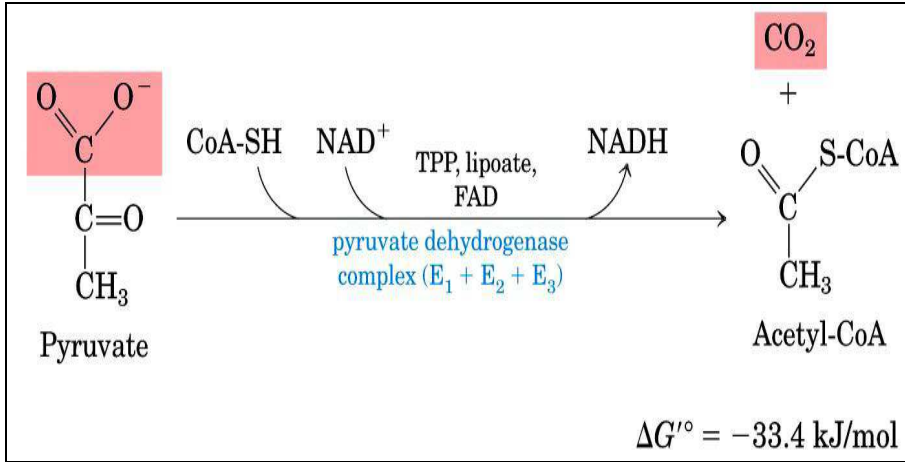 CO₂
+
O O⁻
C
C=O
CH₃
Pyruvate
CoA-SH NAD⁺ NADH
TPP, lipoate,
FAD
pyruvate dehydrogenase
complex (E₁ + E₂ + E₃)
O S-CoA
C
CH₃
Acetyl-CoA
ΔG′° = −33.4 kJ/mol